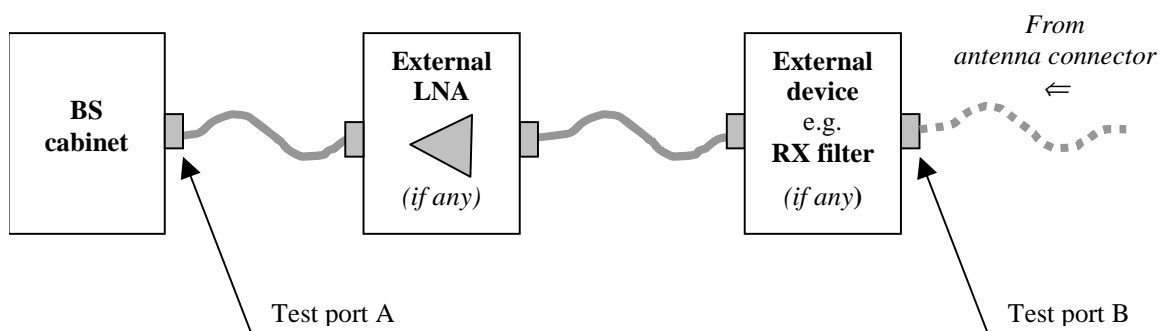 BS
cabinet
External
LNA
(if any)
External
device
e.g.
RX filter
(if any)
From
antenna connector
⇐
Test port A
Test port B